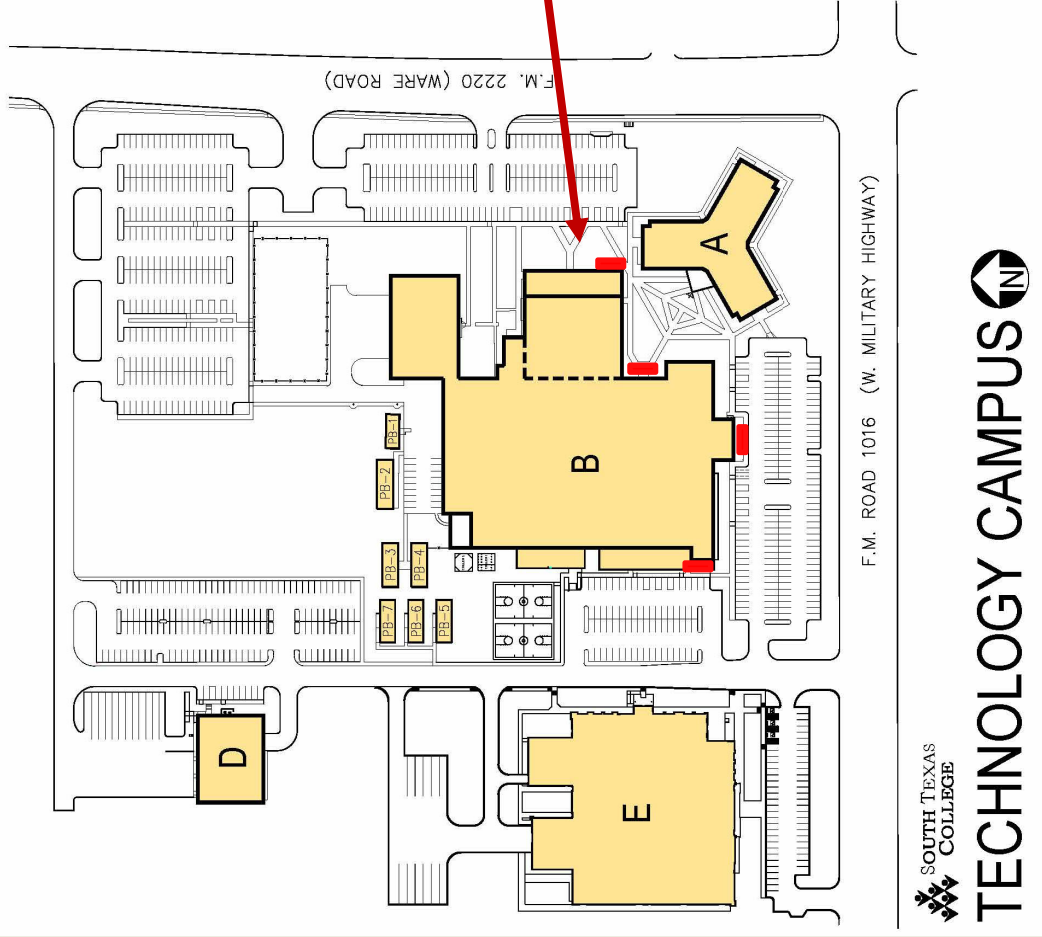 F.M. 2220 (WARE ROAD)
A
F.M. ROAD 1016 (W. MILITARY HIGHWAY)
B
PB-1
PB-2
PB-3
PB-4
PB-7
PB-6
PB-5
D
E
SOUTH TEXAS
COLLEGE
TECHNOLOGY CAMPUS
N